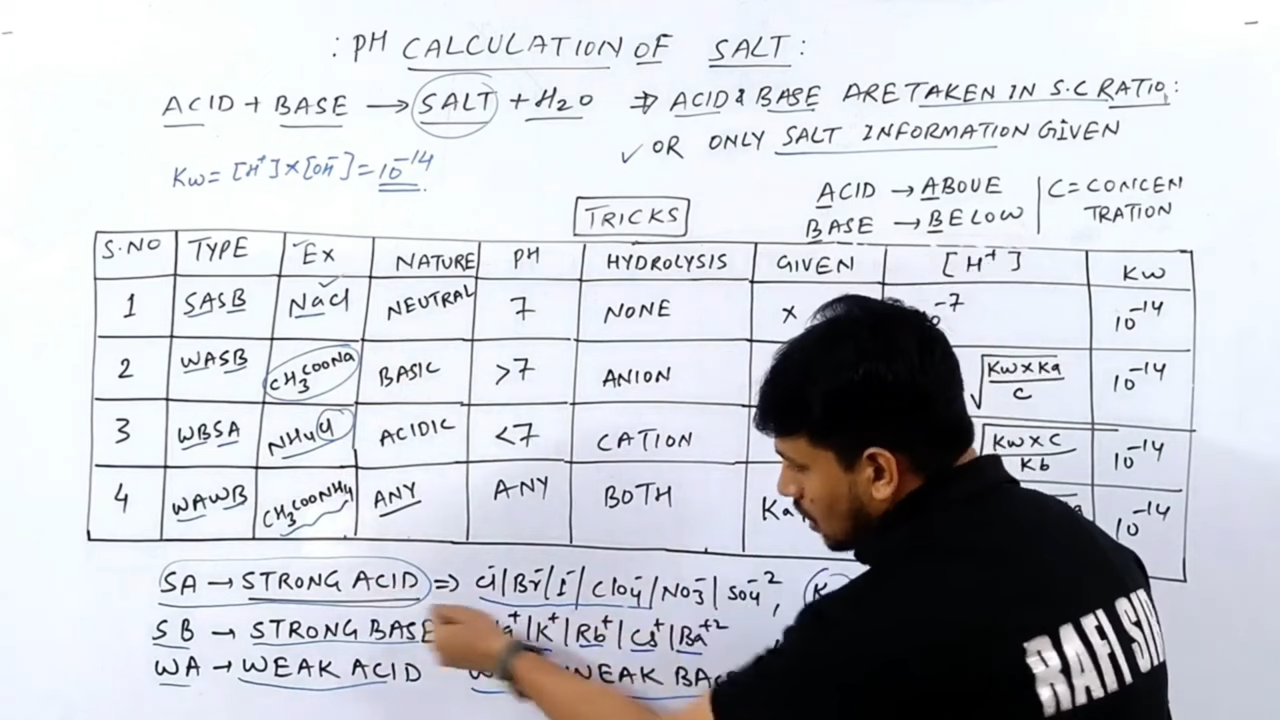 : PH CALCULATION OF SALT :
ACID + BASE → SALT + H2O ⇒ ACID & BASE ARE TAKEN IN S.C RATIO :
✓ OR ONLY SALT INFORMATION GIVEN
Kw = [H⁺] × [OH⁻] = 10⁻¹⁴
ACID → ABOVE
BASE → BELOW
C = CONCEN
TRATION
TRICKS
S.NO TYPE EX NATURE PH HYDROLYSIS GIVEN [H⁺] Kw
1 SASB NaCl NEUTRAL 7 NONE × ⁻⁷ 10⁻¹⁴
2 WASB CH3COONa BASIC >7 ANION √(Kw×Ka/C) 10⁻¹⁴
3 WBSA NH4Cl ACIDIC <7 CATION √(Kw×C/Kb) 10⁻¹⁴
4 WAWB CH3COONH4 ANY ANY BOTH Ka 10⁻¹⁴
SA → STRONG ACID ⇒ Cl⁻ | Br⁻ | I⁻ | ClO4⁻ | NO3⁻ | SO4⁻²,
SB → STRONG BASE K⁺ | Rb⁺ | Cs⁺ | Ba⁺²
WA → WEAK ACID WEAK BAS
RAFI SIR